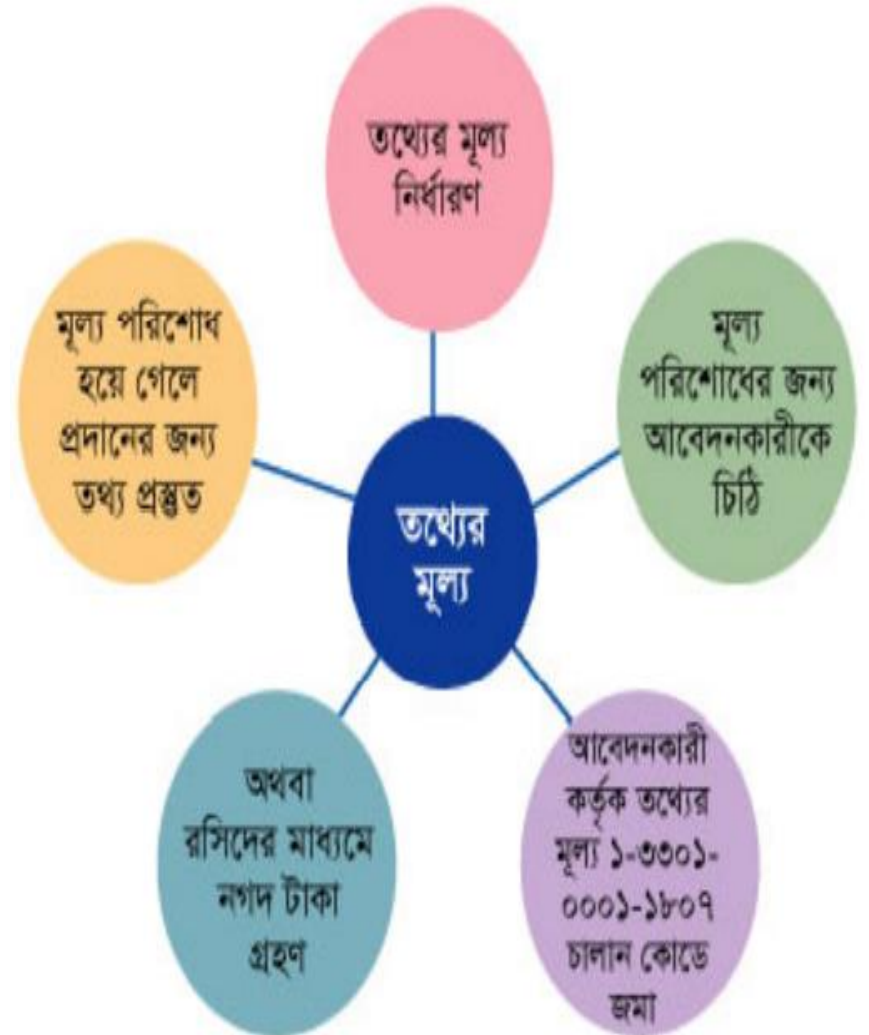 তথ্যের মূল্য
নির্ধারণ
মূল্য
পরিশোধের জন্য
আবেদনকারীকে
চিঠি
আবেদনকারী
কর্তৃক তথ্যের
মূল্য ১-৩৩০১-
০০০১-১৮০৭
চালান কোডে
জমা
অথবা
রসিদের মাধ্যমে
নগদ টাকা
গ্রহণ
মূল্য পরিশোধ
হয়ে গেলে
প্রদানের জন্য
তথ্য প্রস্তুত
তথ্যের
মূল্য